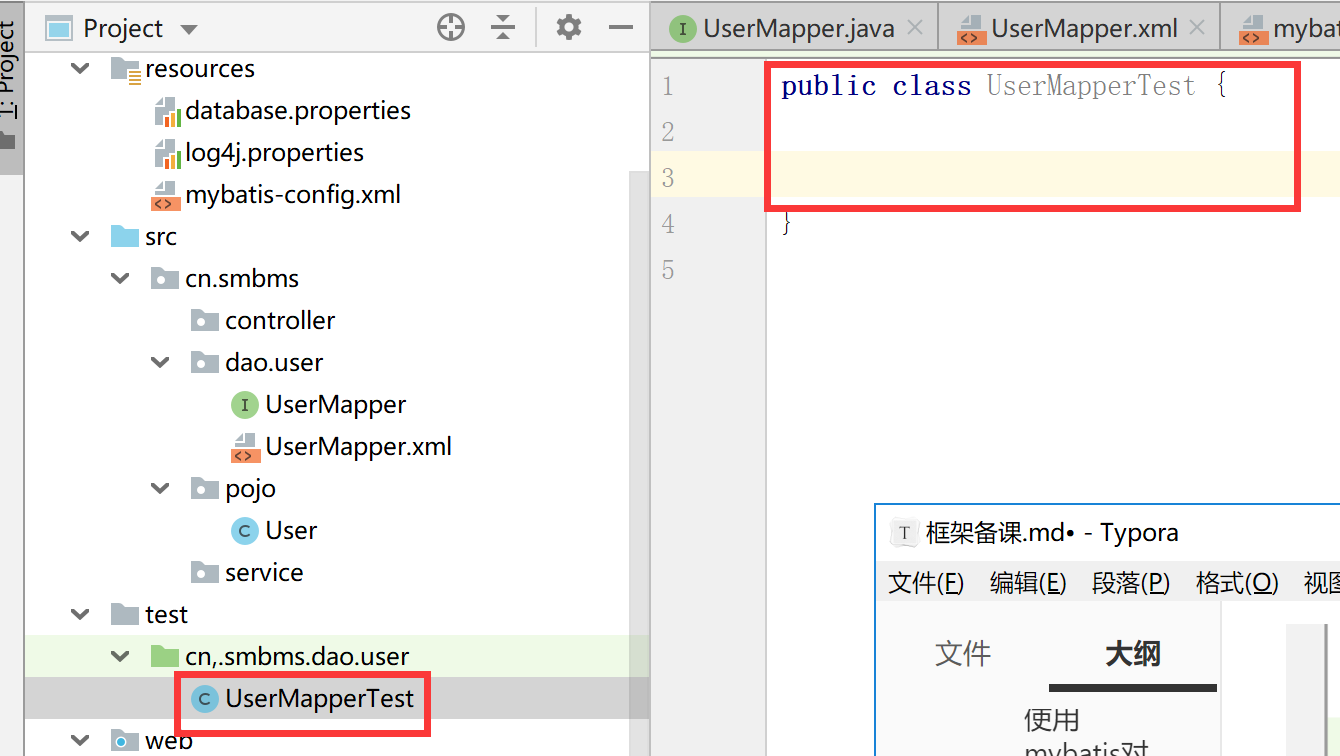 1: Project
Project
resources
database.properties
log4j.properties
mybatis-config.xml
src
cn.smbms
controller
dao.user
I UserMapper
UserMapper.xml
pojo
C User
service
test
cn,.smbms.dao.user
C UserMapperTest
web
I UserMapper.java
UserMapper.xml
1 public class UserMapperTest {
2
3
4 }
5
T 框架备课.md• - Typora
文件(F) 编辑(E) 段落(P) 格式(O)
文件 大纲
使用
mybatis对